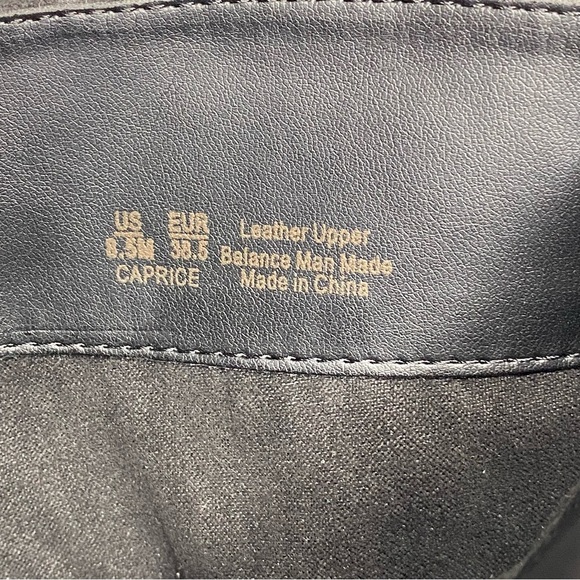 US EUR
8.5M 38.5
CAPRICE
Leather Upper
Balance Man Made
Made in China